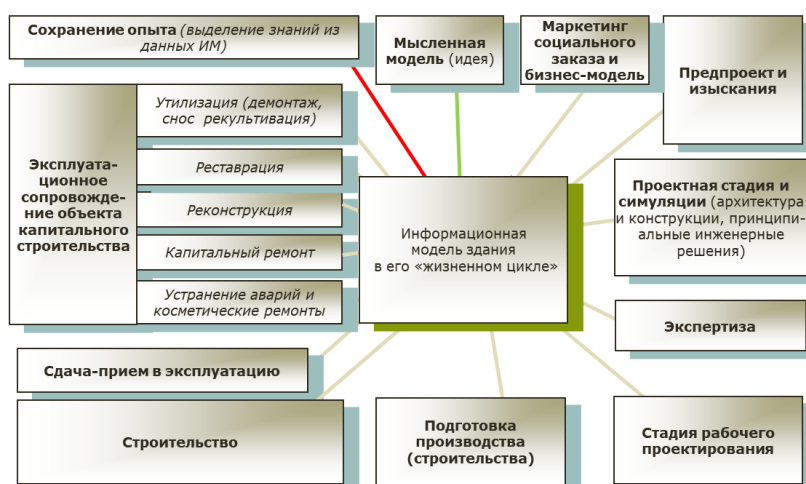 Сохранение опыта (выделение знаний из
данных ИМ)
Мысленная
модель (идея)
Маркетинг
социального
заказа и
бизнес-модель
Предпроект и
изыскания
Эксплуата-
ционное
сопровожде-
ние объекта
капитального
строительства
Утилизация (демонтаж,
снос рекультивация)
Реставрация
Реконструкция
Капитальный ремонт
Устранение аварий и
косметические ремонты
Информационная
модель здания
в его «жизненном цикле»
Проектная стадия и
симуляции (архитектура
и конструкции, принципи-
альные инженерные
решения)
Экспертиза
Сдача-прием в эксплуатацию
Строительство
Подготовка
производства
(строительства)
Стадия рабочего
проектирования